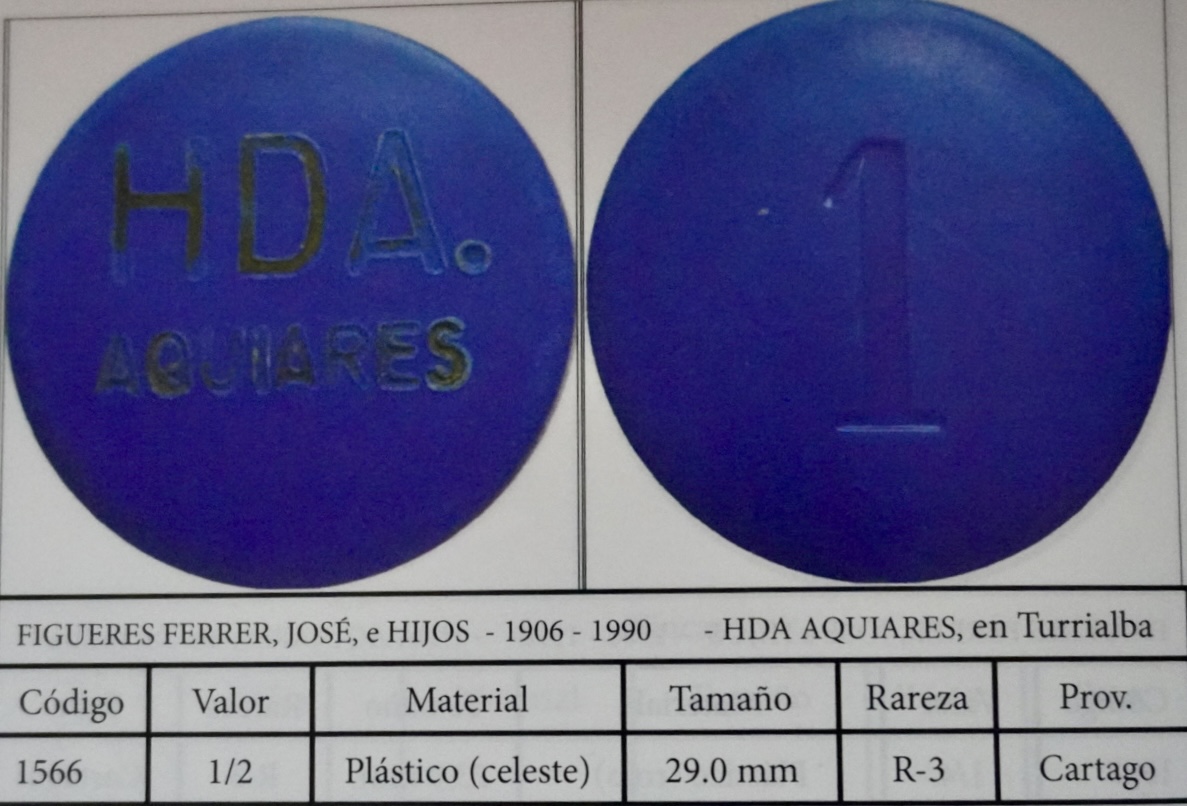 HDA.
AQUIARES
1
FIGUERES FERRER, JOSÉ, e HIJOS - 1906 - 1990 - HDA AQUIARES, en Turrialba
Código Valor Material Tamaño Rareza Prov.
1566 1/2 Plástico (celeste) 29.0 mm R-3 Cartago